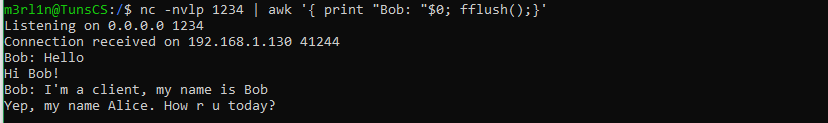 m3rl1n@TunsCS:/$ nc -nvlp 1234 | awk '{ print "Bob: "$0; fflush();}'
Listening on 0.0.0.0 1234
Connection received on 192.168.1.130 41244
Bob: Hello
Hi Bob!
Bob: I'm a client, my name is Bob
Yep, my name Alice. How r u today?